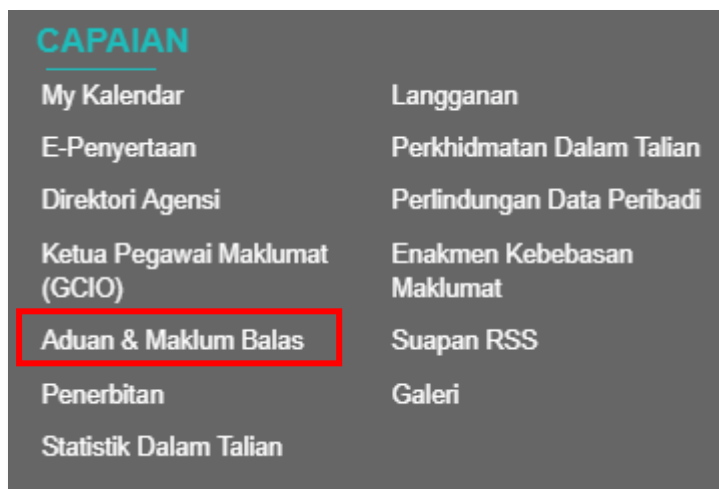 CAPAIAN
My Kalendar
E-Penyertaan
Direktori Agensi
Ketua Pegawai Maklumat
(GCIO)
Aduan & Maklum Balas
Penerbitan
Statistik Dalam Talian
Langganan
Perkhidmatan Dalam Talian
Perlindungan Data Peribadi
Enakmen Kebebasan
Maklumat
Suapan RSS
Galeri